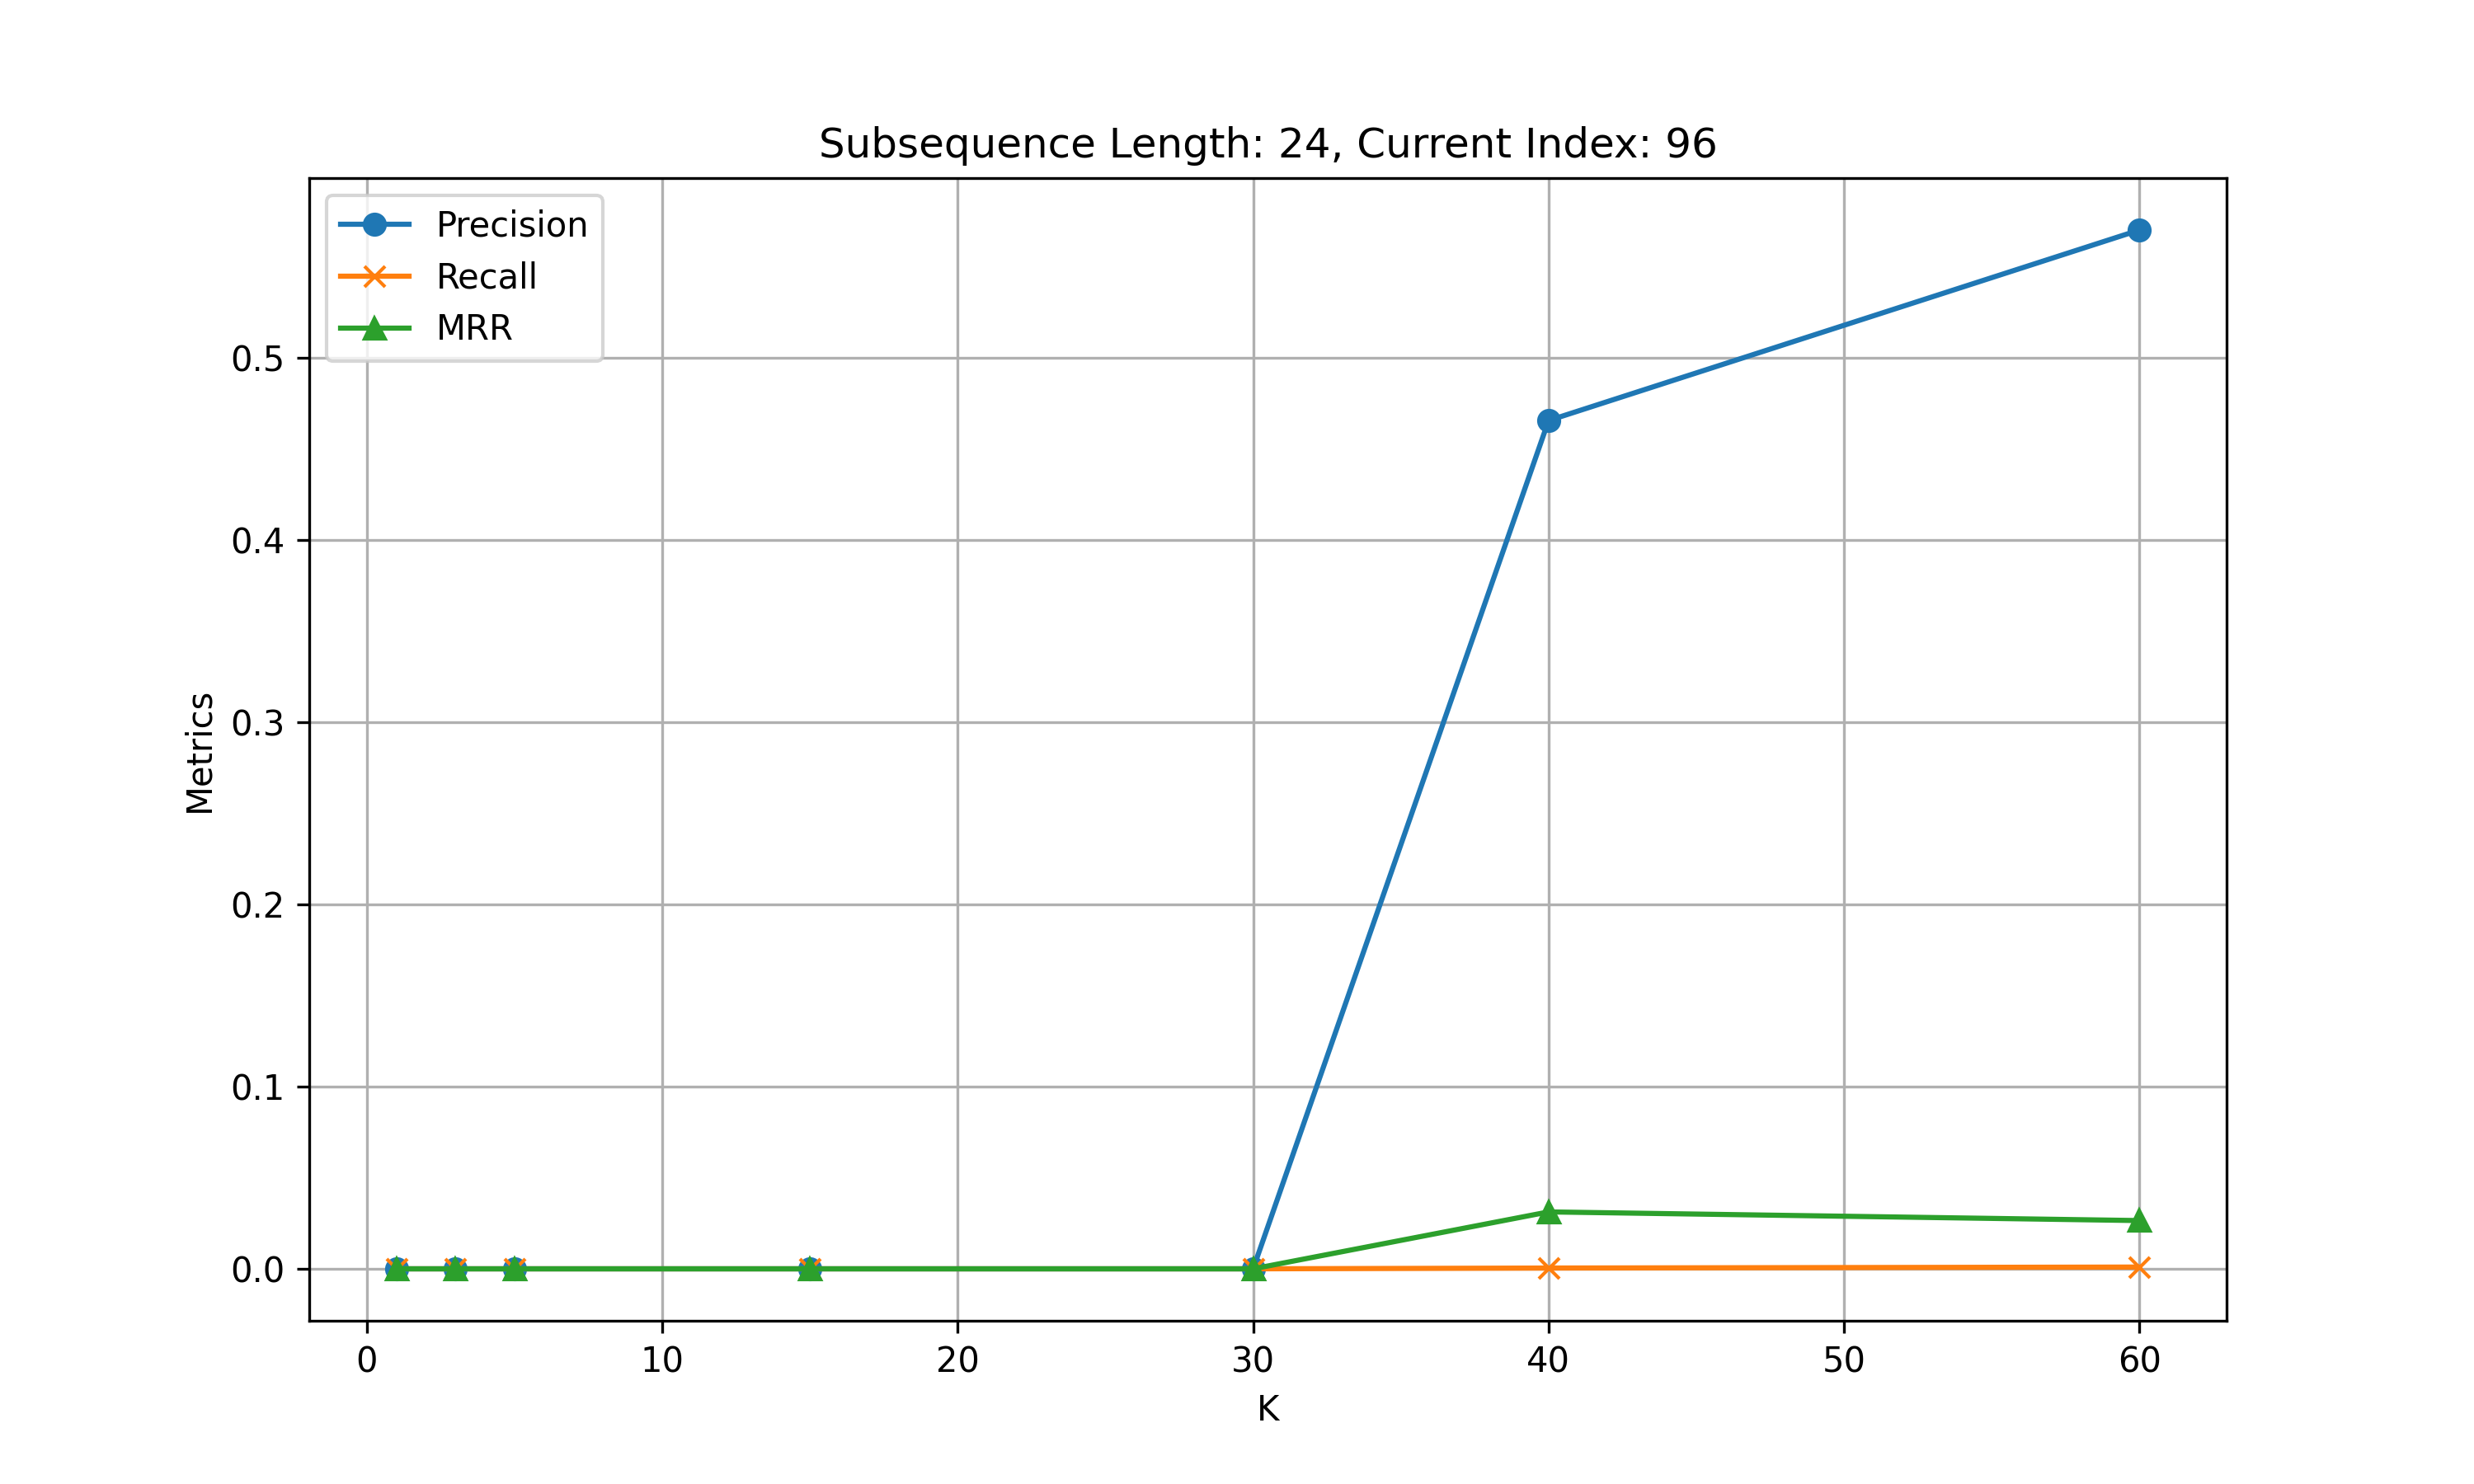 Subsequence Length: 24, Current Index: 96
Precision
Recall
MRR
0.5
0.4
0.3
0.2
0.1
0.0
Metrics
0 10 20 30 40 50 60
K